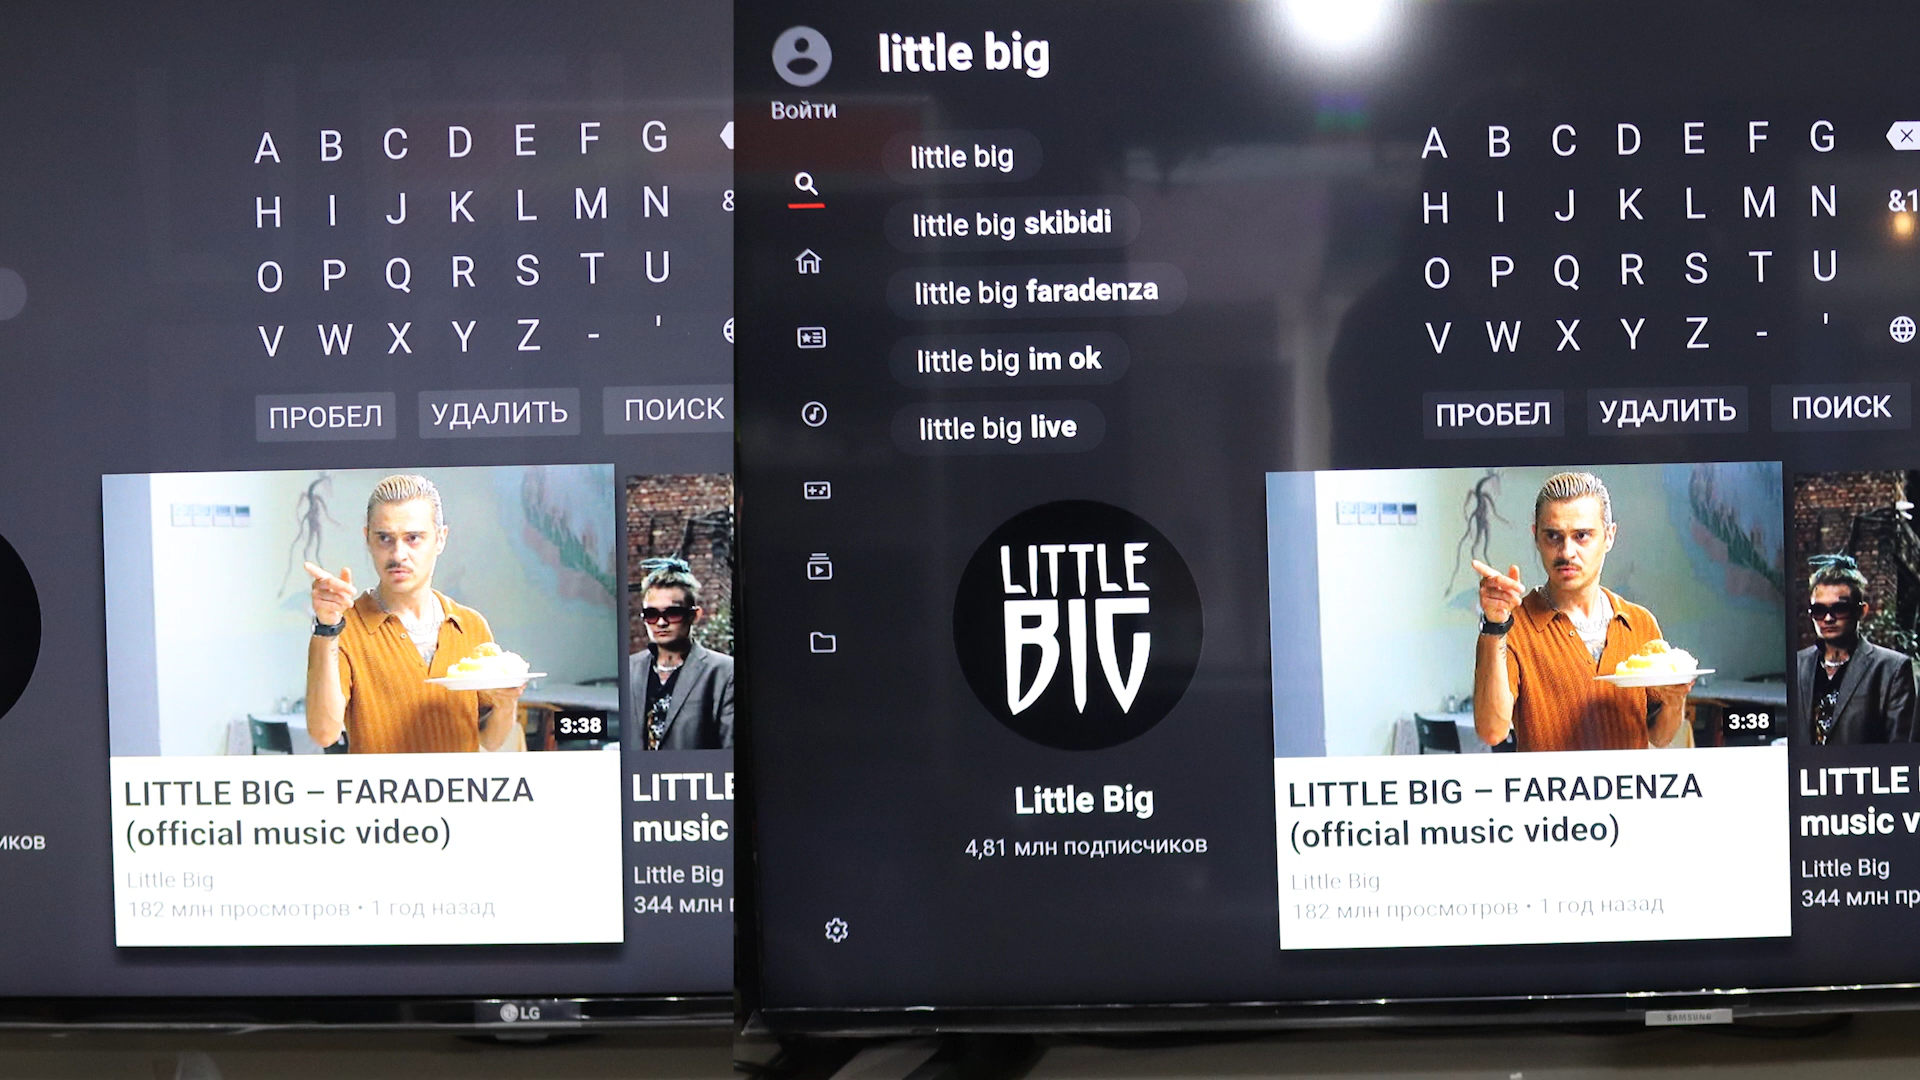 A B C D E F G
H I J K L M N &
O P Q R S T U
V W X Y Z - '
ПРОБЕЛ УДАЛИТЬ ПОИСК
3:38
LITTLE BIG – FARADENZA
(official music video)
Little Big
182 млн просмотров • 1 год назад
LITTLE
music
Little Big
344 млн
иков
LG
little big
Войти
little big
little big skibidi
little big faradenza
little big im ok
little big live
A B C D E F G
H I J K L M N &1
O P Q R S T U
V W X Y Z - '
ПРОБЕЛ УДАЛИТЬ ПОИСК
LITTLE
BIG
Little Big
4,81 млн подписчиков
3:38
LITTLE BIG – FARADENZA
(official music video)
Little Big
182 млн просмотров • 1 год назад
LITTLE
music v
Little Big
344 млн пр
SAMSUNG